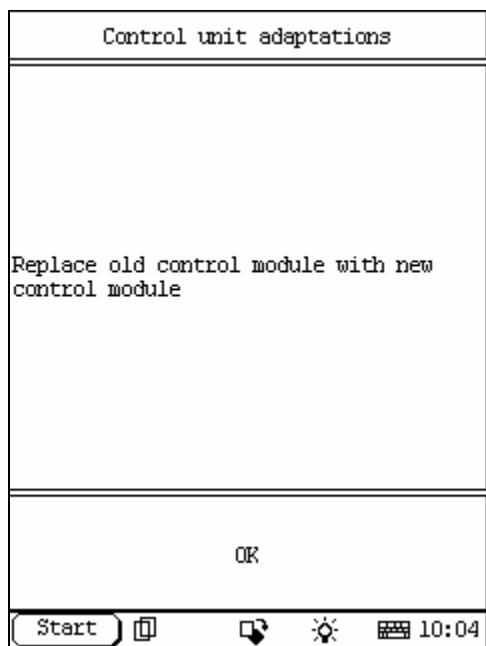 Control unit adaptations
Replace old control module with new
control module
OK
Start 10:04